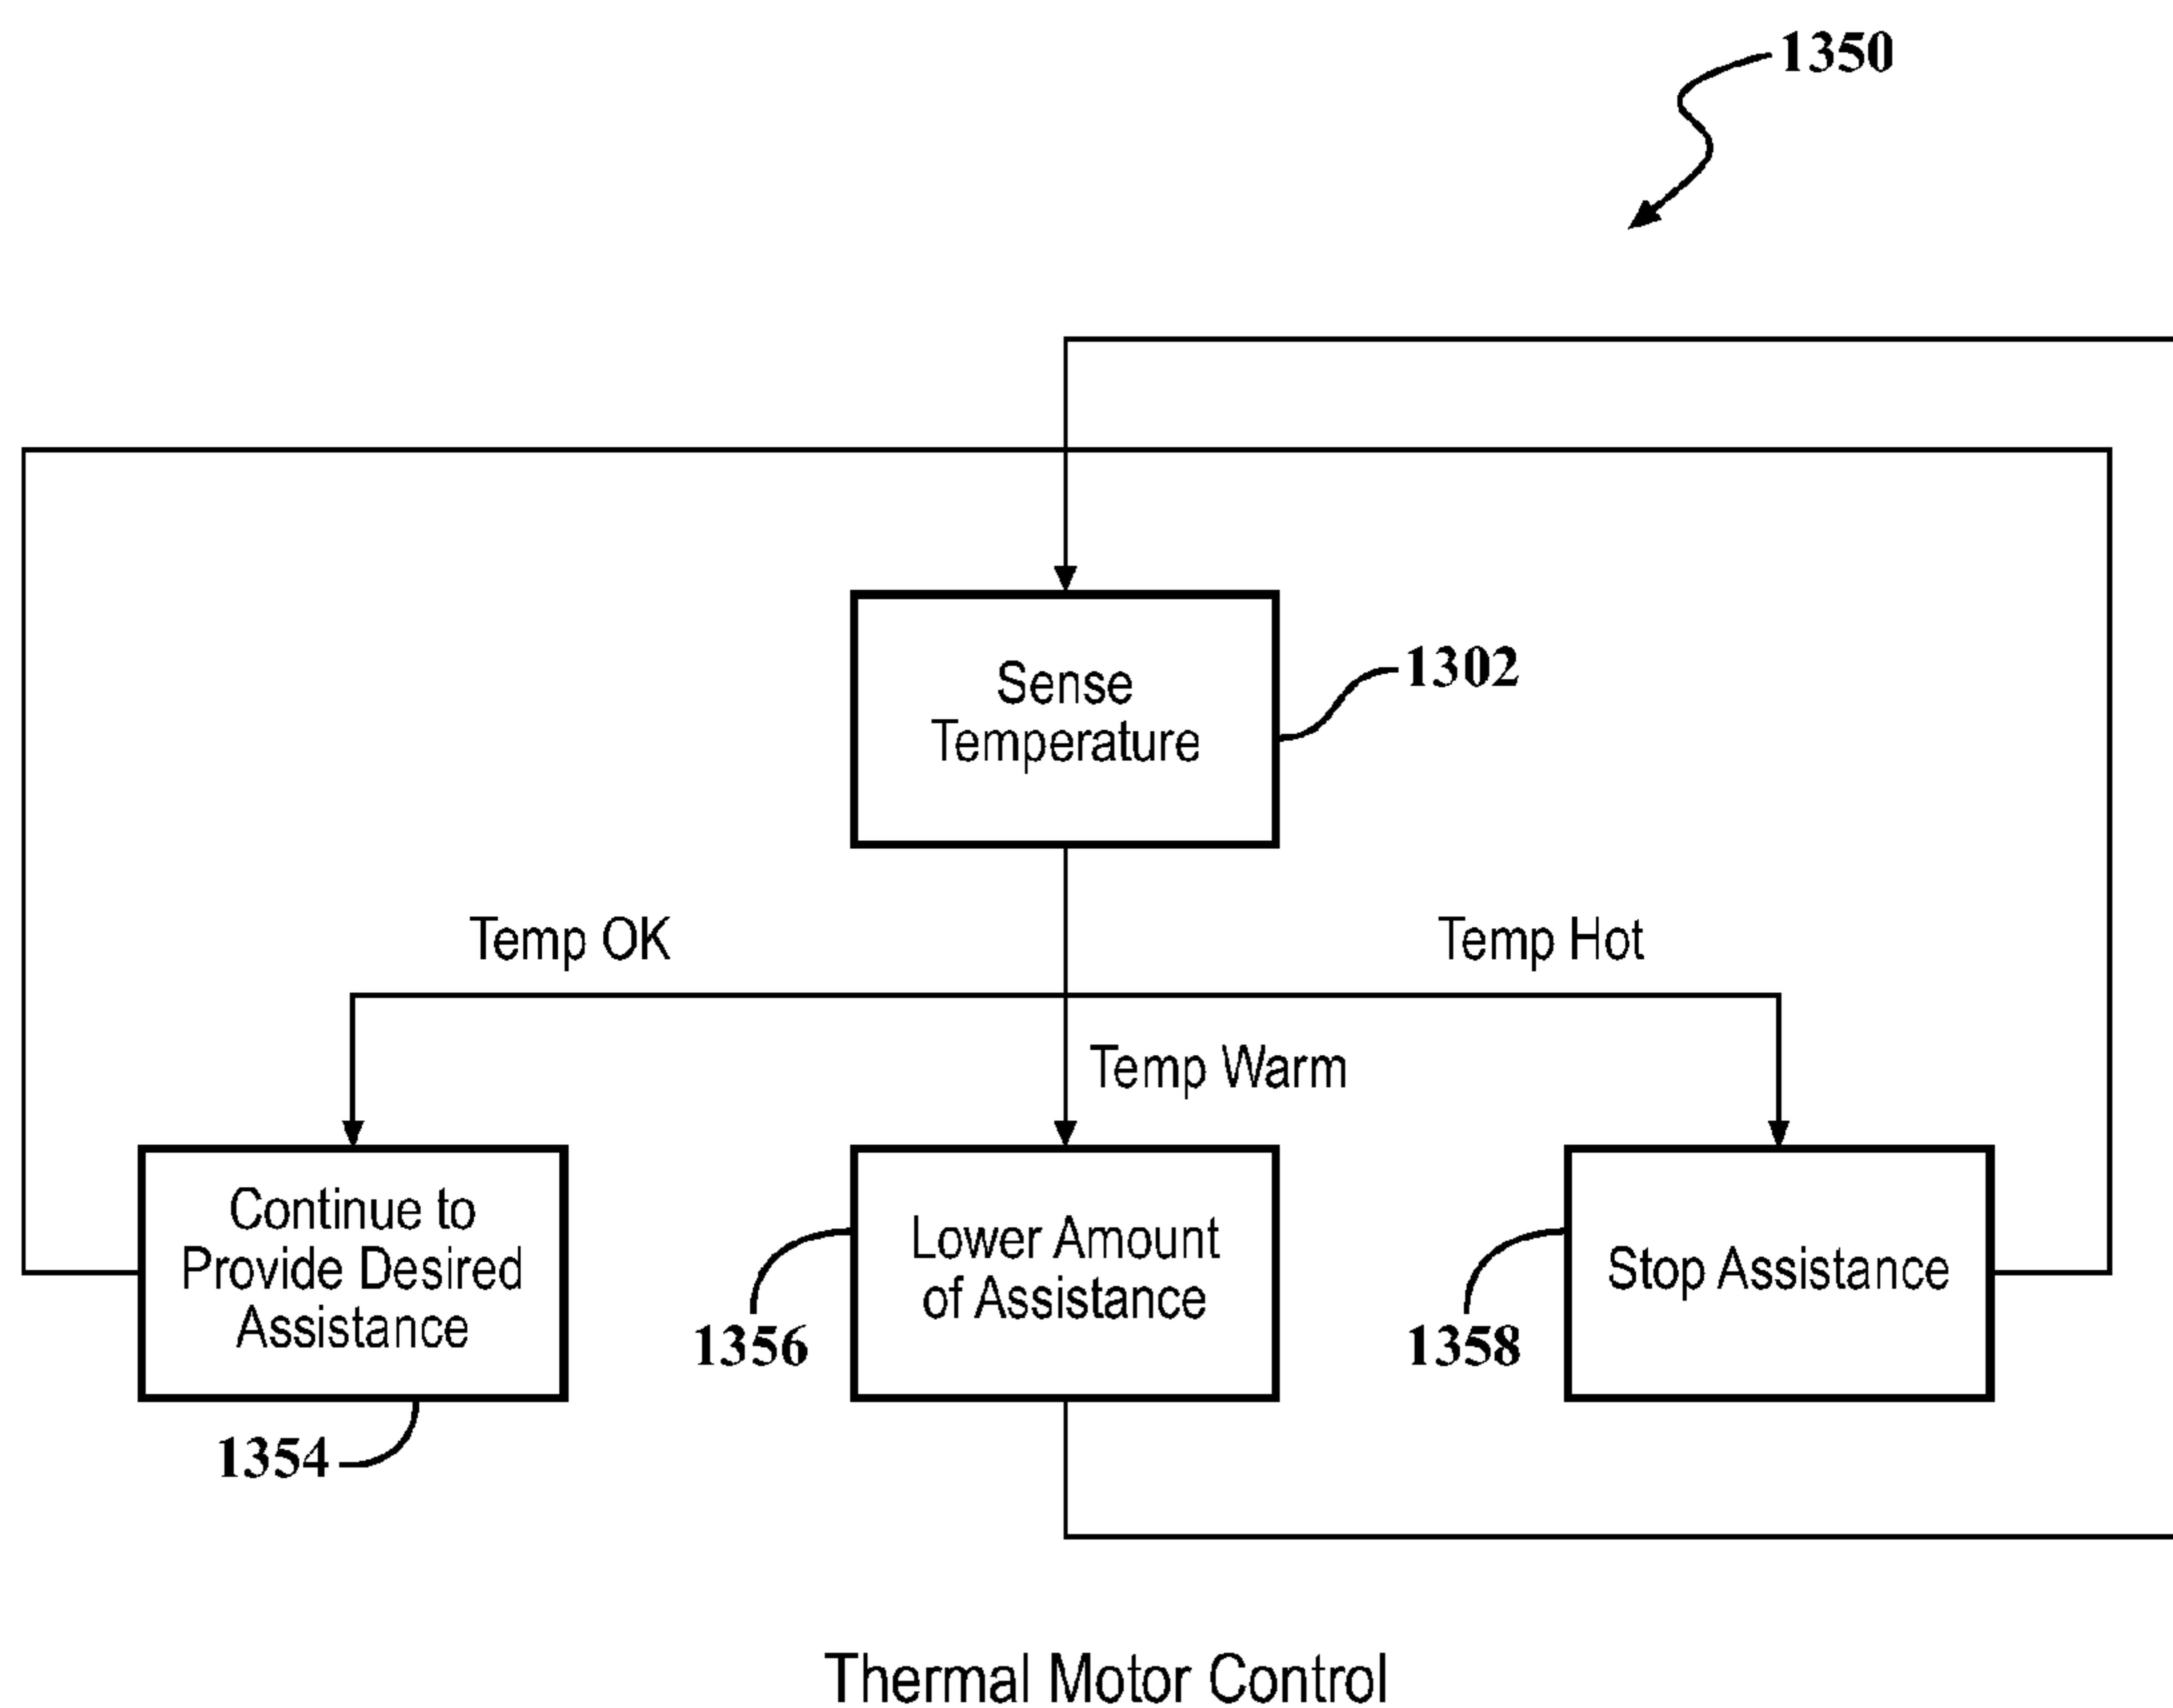 1350
Sense
Temperature
1302
Temp OK
Temp Hot
Temp Warm
Continue to
Provide Desired
Assistance
1354
Lower Amount
of Assistance
1356
Stop Assistance
1358
Thermal Motor Control